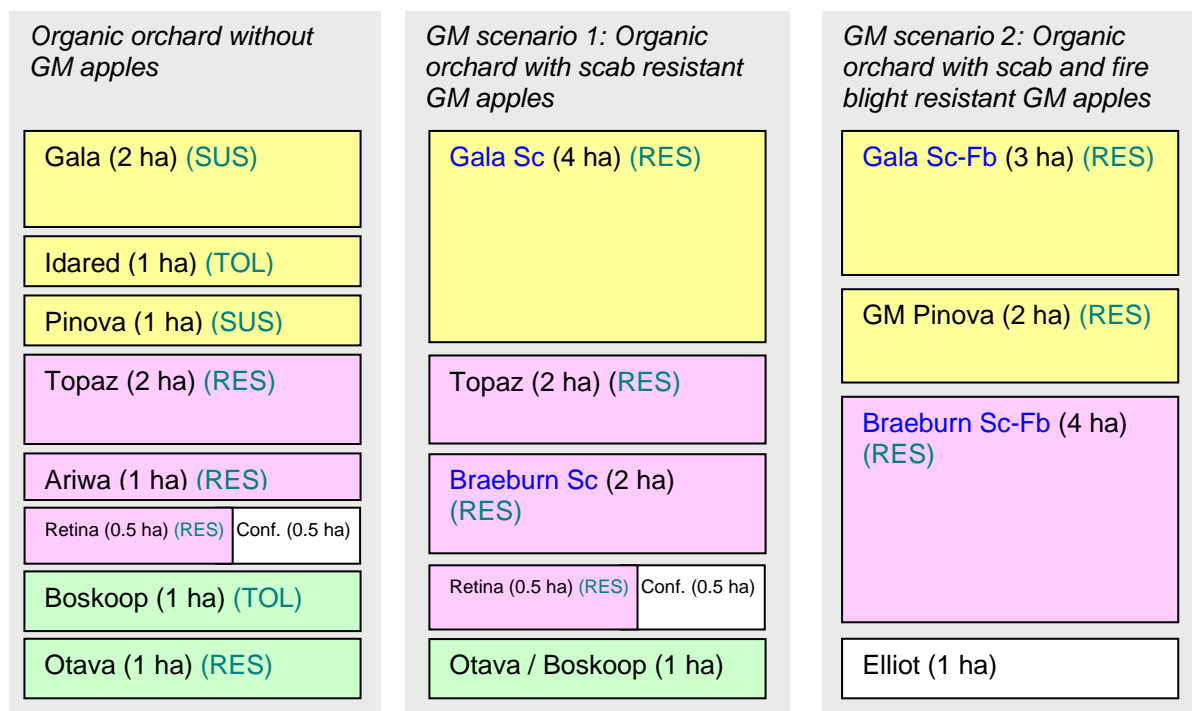 Organic orchard without
GM apples
Gala (2 ha) (SUS)
Idared (1 ha) (TOL)
Pinova (1 ha) (SUS)
Topaz (2 ha) (RES)
Ariwa (1 ha) (RES)
Retina (0.5 ha) (RES)
Conf. (0.5 ha)
Boskoop (1 ha) (TOL)
Otava (1 ha) (RES)
GM scenario 1: Organic
orchard with scab resistant
GM apples
Gala Sc (4 ha) (RES)
Topaz (2 ha) (RES)
Braeburn Sc (2 ha)
(RES)
Retina (0.5 ha) (RES)
Conf. (0.5 ha)
Otava / Boskoop (1 ha)
GM scenario 2: Organic
orchard with scab and fire
blight resistant GM apples
Gala Sc-Fb (3 ha) (RES)
GM Pinova (2 ha) (RES)
Braeburn Sc-Fb (4 ha)
(RES)
Elliot (1 ha)